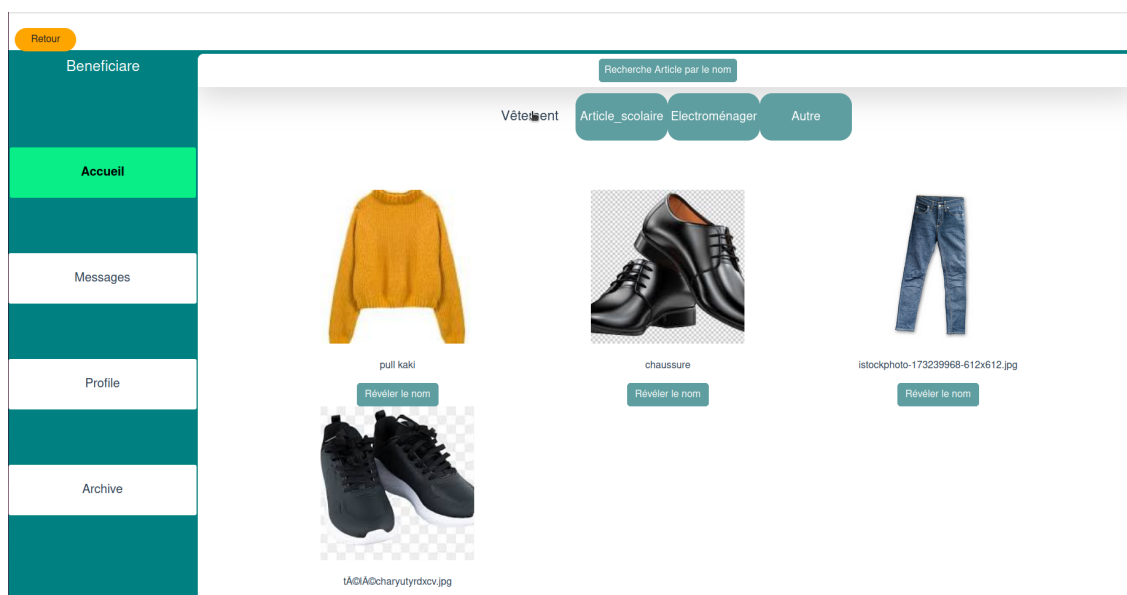 Retour
Beneficiare
Recherche Article par le nom
Vêtement
Article_scolaire
Electroménager
Autre
Accueil
Messages
Profile
Archive
pull kaki
chaussure
istockphoto-173239968-612x612.jpg
Révéler le nom
Révéler le nom
Révéler le nom
tÃ©lÃ©charyutyrdxcv.jpg